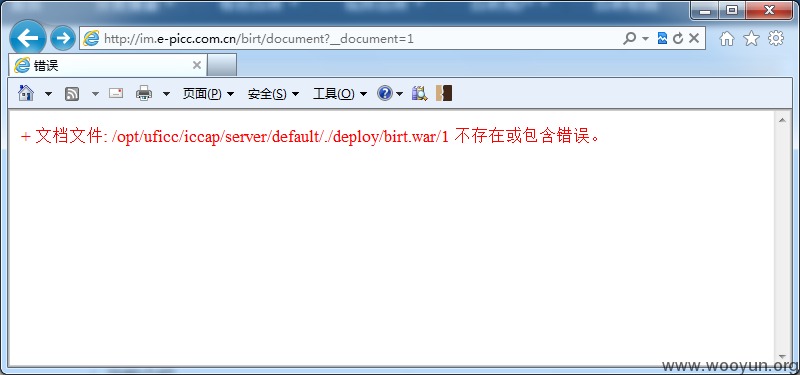 http://im.e-picc.com.cn/birt/document?__document=1
错误
页面(P) 安全(S) 工具(O)
+ 文档文件: /opt/uficc/iccap/server/default/./deploy/birt.war/1 不存在或包含错误。
www.wooyun.org